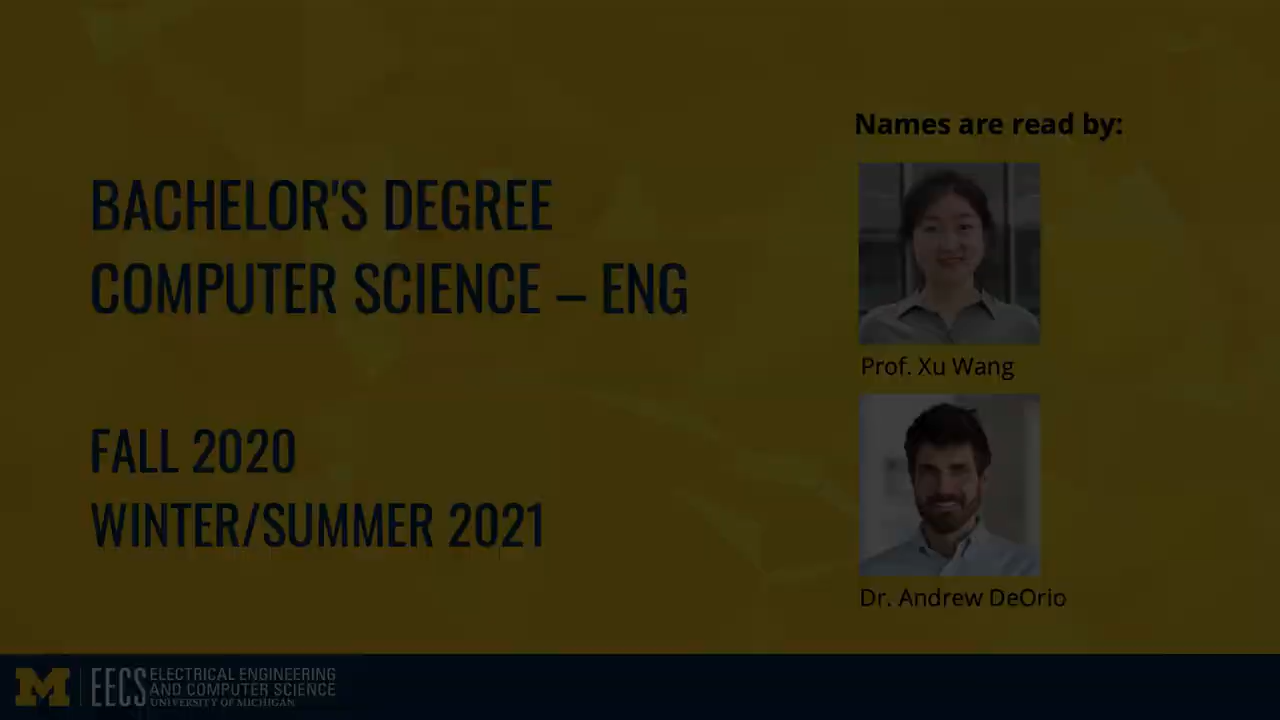 BACHELOR'S DEGREE
COMPUTER SCIENCE – ENG
FALL 2020
WINTER/SUMMER 2021
Names are read by:
Prof. Xu Wang
Dr. Andrew DeOrio
M
EECS
ELECTRICAL ENGINEERING
AND COMPUTER SCIENCE
UNIVERSITY OF MICHIGAN